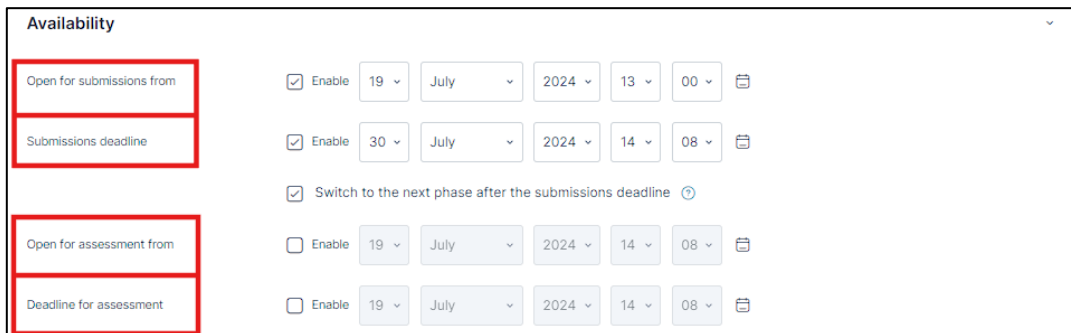 Availability
Open for submissions from Enable 19 July 2024 13 00
Submissions deadline Enable 30 July 2024 14 08
Switch to the next phase after the submissions deadline ?
Open for assessment from Enable 19 July 2024 14 08
Deadline for assessment Enable 19 July 2024 14 08